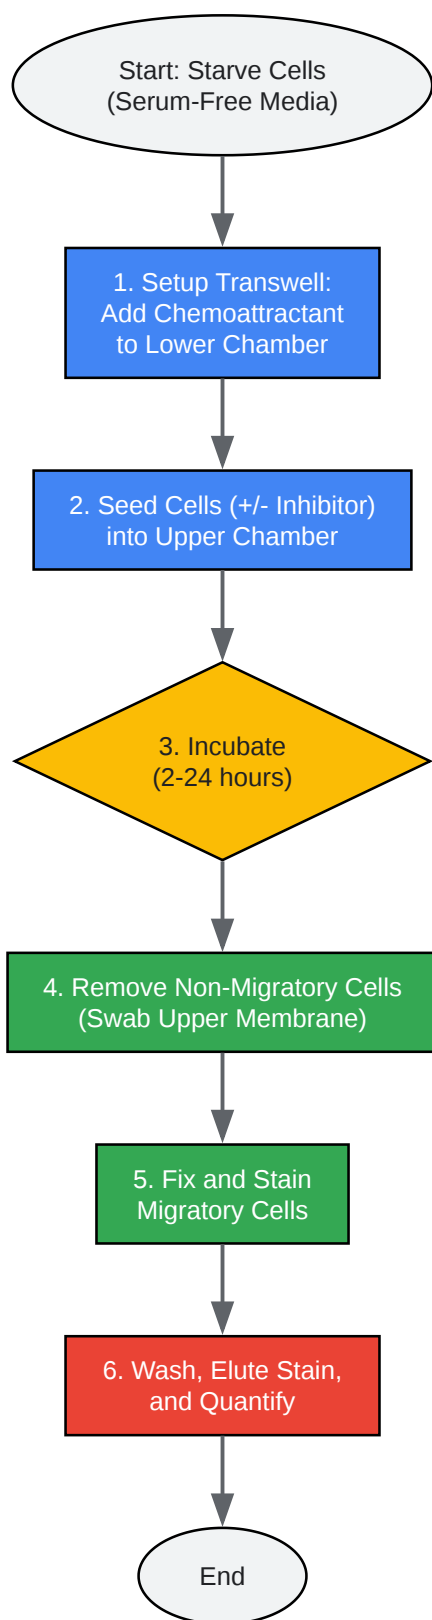 Start: Starve Cells
(Serum-Free Media)
1. Setup Transwell:
Add Chemoattractant
to Lower Chamber
2. Seed Cells (+/- Inhibitor)
into Upper Chamber
3. Incubate
(2-24 hours)
4. Remove Non-Migratory Cells
(Swab Upper Membrane)
5. Fix and Stain
Migratory Cells
6. Wash, Elute Stain,
and Quantify
End